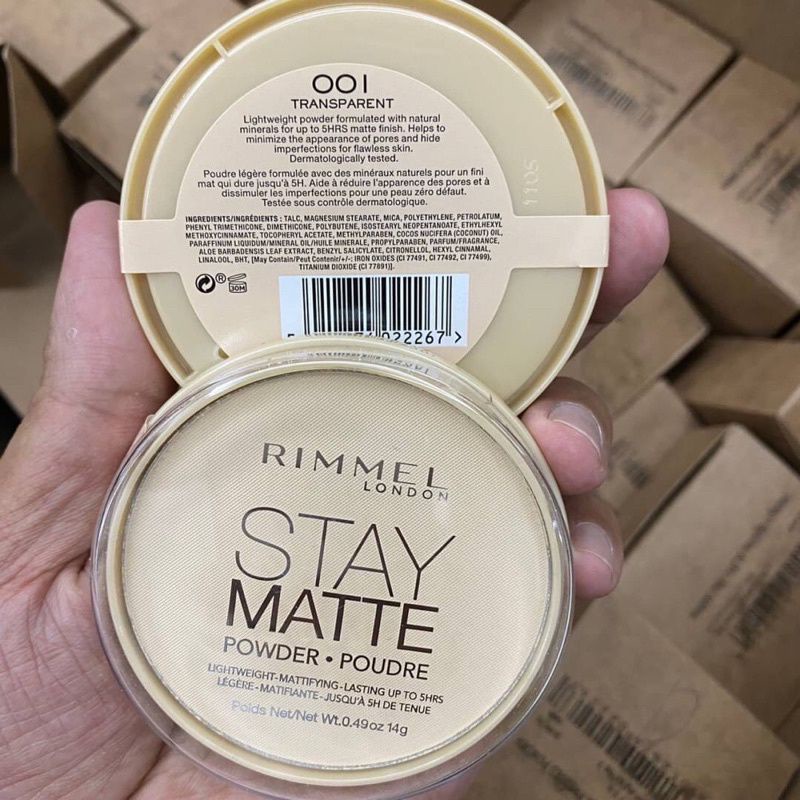 001
TRANSPARENT
Lightweight powder formulated with natural
minerals for up to 5HRS matte finish. Helps to
minimize the appearance of pores and hide
imperfections for flawless skin.
Dermatologically tested.
Poudre légère formulée avec des minéraux naturels pour un fini
mat qui dure jusqu'à 5H. Aide à réduire l'apparence des pores et à
dissimuler les imperfections pour une peau zéro défaut.
Testée sous contrôle dermatologique.
INGREDIENTS/INGRÉDIENTS : TALC, MAGNESIUM STEARATE, MICA, POLYETHYLENE, PETROLATUM,
PHENYL TRIMETHICONE, DIMETHICONE, POLYBUTENE, ISOSTEARYL NEOPENTANOATE, ETHYLHEXYL
METHOXYCINNAMATE, TOCOPHERYL ACETATE, METHYLPARABEN, COCOS NUCIFERA (COCONUT) OIL,
PARAFFINUM LIQUIDUM/MINERAL OIL/HUILE MINERALE, PROPYLPARABEN, PARFUM/FRAGRANCE,
ALOE BARBADENSIS LEAF EXTRACT, BENZYL SALICYLATE, CITRONELLOL, HEXYL CINNAMAL,
LINALOOL, BHT, [May Contain/Peut Contenir/+/-: IRON OXIDES (CI 77491, CI 77492, CI 77499),
TITANIUM DIOXIDE (CI 77891)].
® 30M
022267 >
RIMMEL
LONDON
STAY
MATTE
POWDER • POUDRE
LIGHTWEIGHT-MATTIFYING-LASTING UP TO 5HRS
LÉGÈRE-MATIFIANTE-JUSQU'À 5H DE TENUE
Poids Net/Net Wt.0.49oz 14g